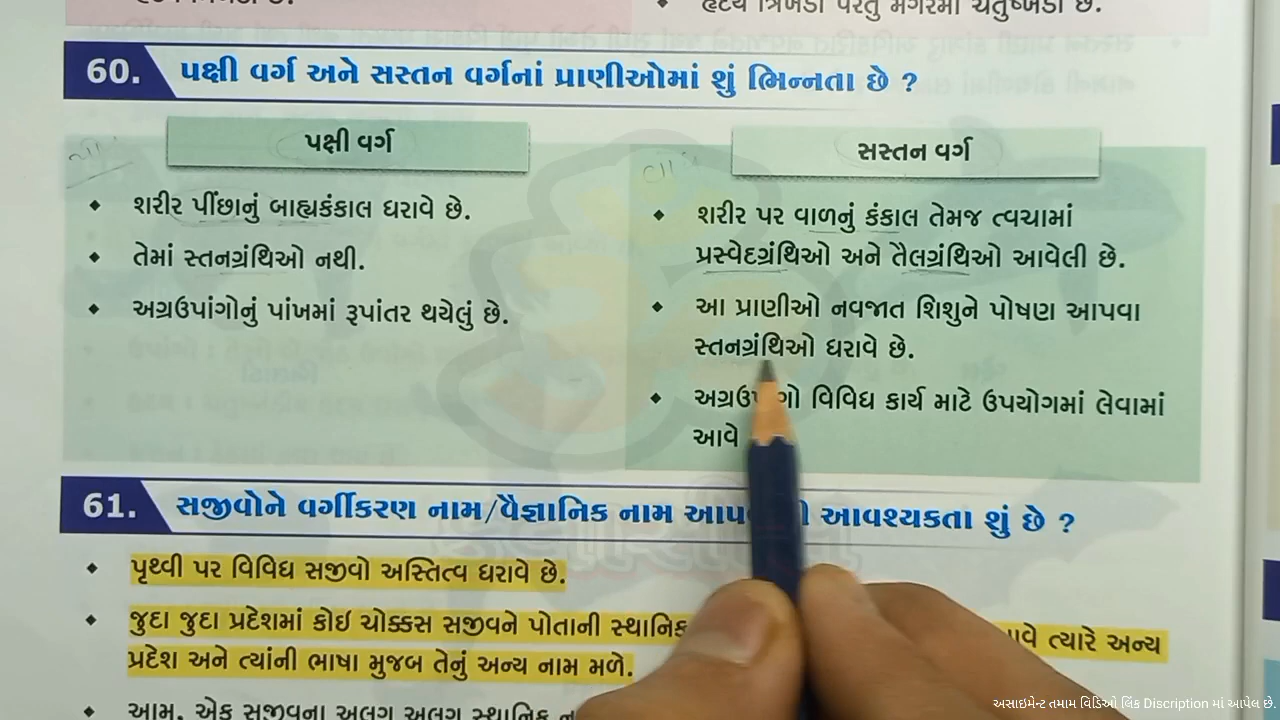 હૃદય ત્રિખંડી પરંતુ મગરમાં ચતુષ્ખંડી છે.
60. પક્ષી વર્ગ અને સસ્તન વર્ગનાં પ્રાણીઓમાં શું ભિન્નતા છે ?
પક્ષી વર્ગ
શરીર પીંછાનું બાહ્યકંકાલ ધરાવે છે.
તેમાં સ્તનગ્રંથિઓ નથી.
અગ્રઉપાંગોનું પાંખમાં રૂપાંતર થયેલું છે.
સસ્તન વર્ગ
શરીર પર વાળનું કંકાલ તેમજ ત્વચામાં
પ્રસ્વેદગ્રંથિઓ અને તૈલગ્રંથિઓ આવેલી છે.
આ પ્રાણીઓ નવજાત શિશુને પોષણ આપવા
સ્તનગ્રંથિઓ ધરાવે છે.
વિવિધ કાર્ય માટે ઉપયોગમાં લેવામાં
આવે
61. સજીવોને વર્ગીકરણ નામ/વૈજ્ઞાનિક નામ આવશ્યકતા શું છે ?
પૃથ્વી પર વિવિધ સજીવો અસ્તિત્વ ધરાવે છે.
જુદા જુદા પ્રદેશમાં કોઈ ચોક્કસ સજીવને પોતાની ત્યારે અન્ય
પ્રદેશ અને ત્યાંની ભાષા મુજબ તેનું અન્ય નામ મળે.
આમ, એક સજીવના અલગ અલગ સ્થાનિક
અસાઇમેન્ટ તમામ વિડિઓ લિંક Discription માં આપેલ છે.